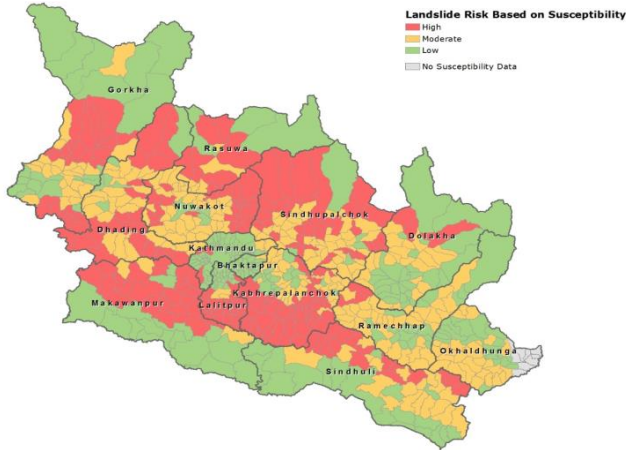 Landslide Risk Based on Susceptibility
High
Moderate
Low
No Susceptibility Data
Gorkha
Rasuwa
Nuwakot
Sindhupalchok
Dolakha
Dhading
Kathmandu
Bhaktapur
Kabhrepalanchok
Makawanpur
Lalitpur
Ramechhap
Okhaldhunga
Sindhuli